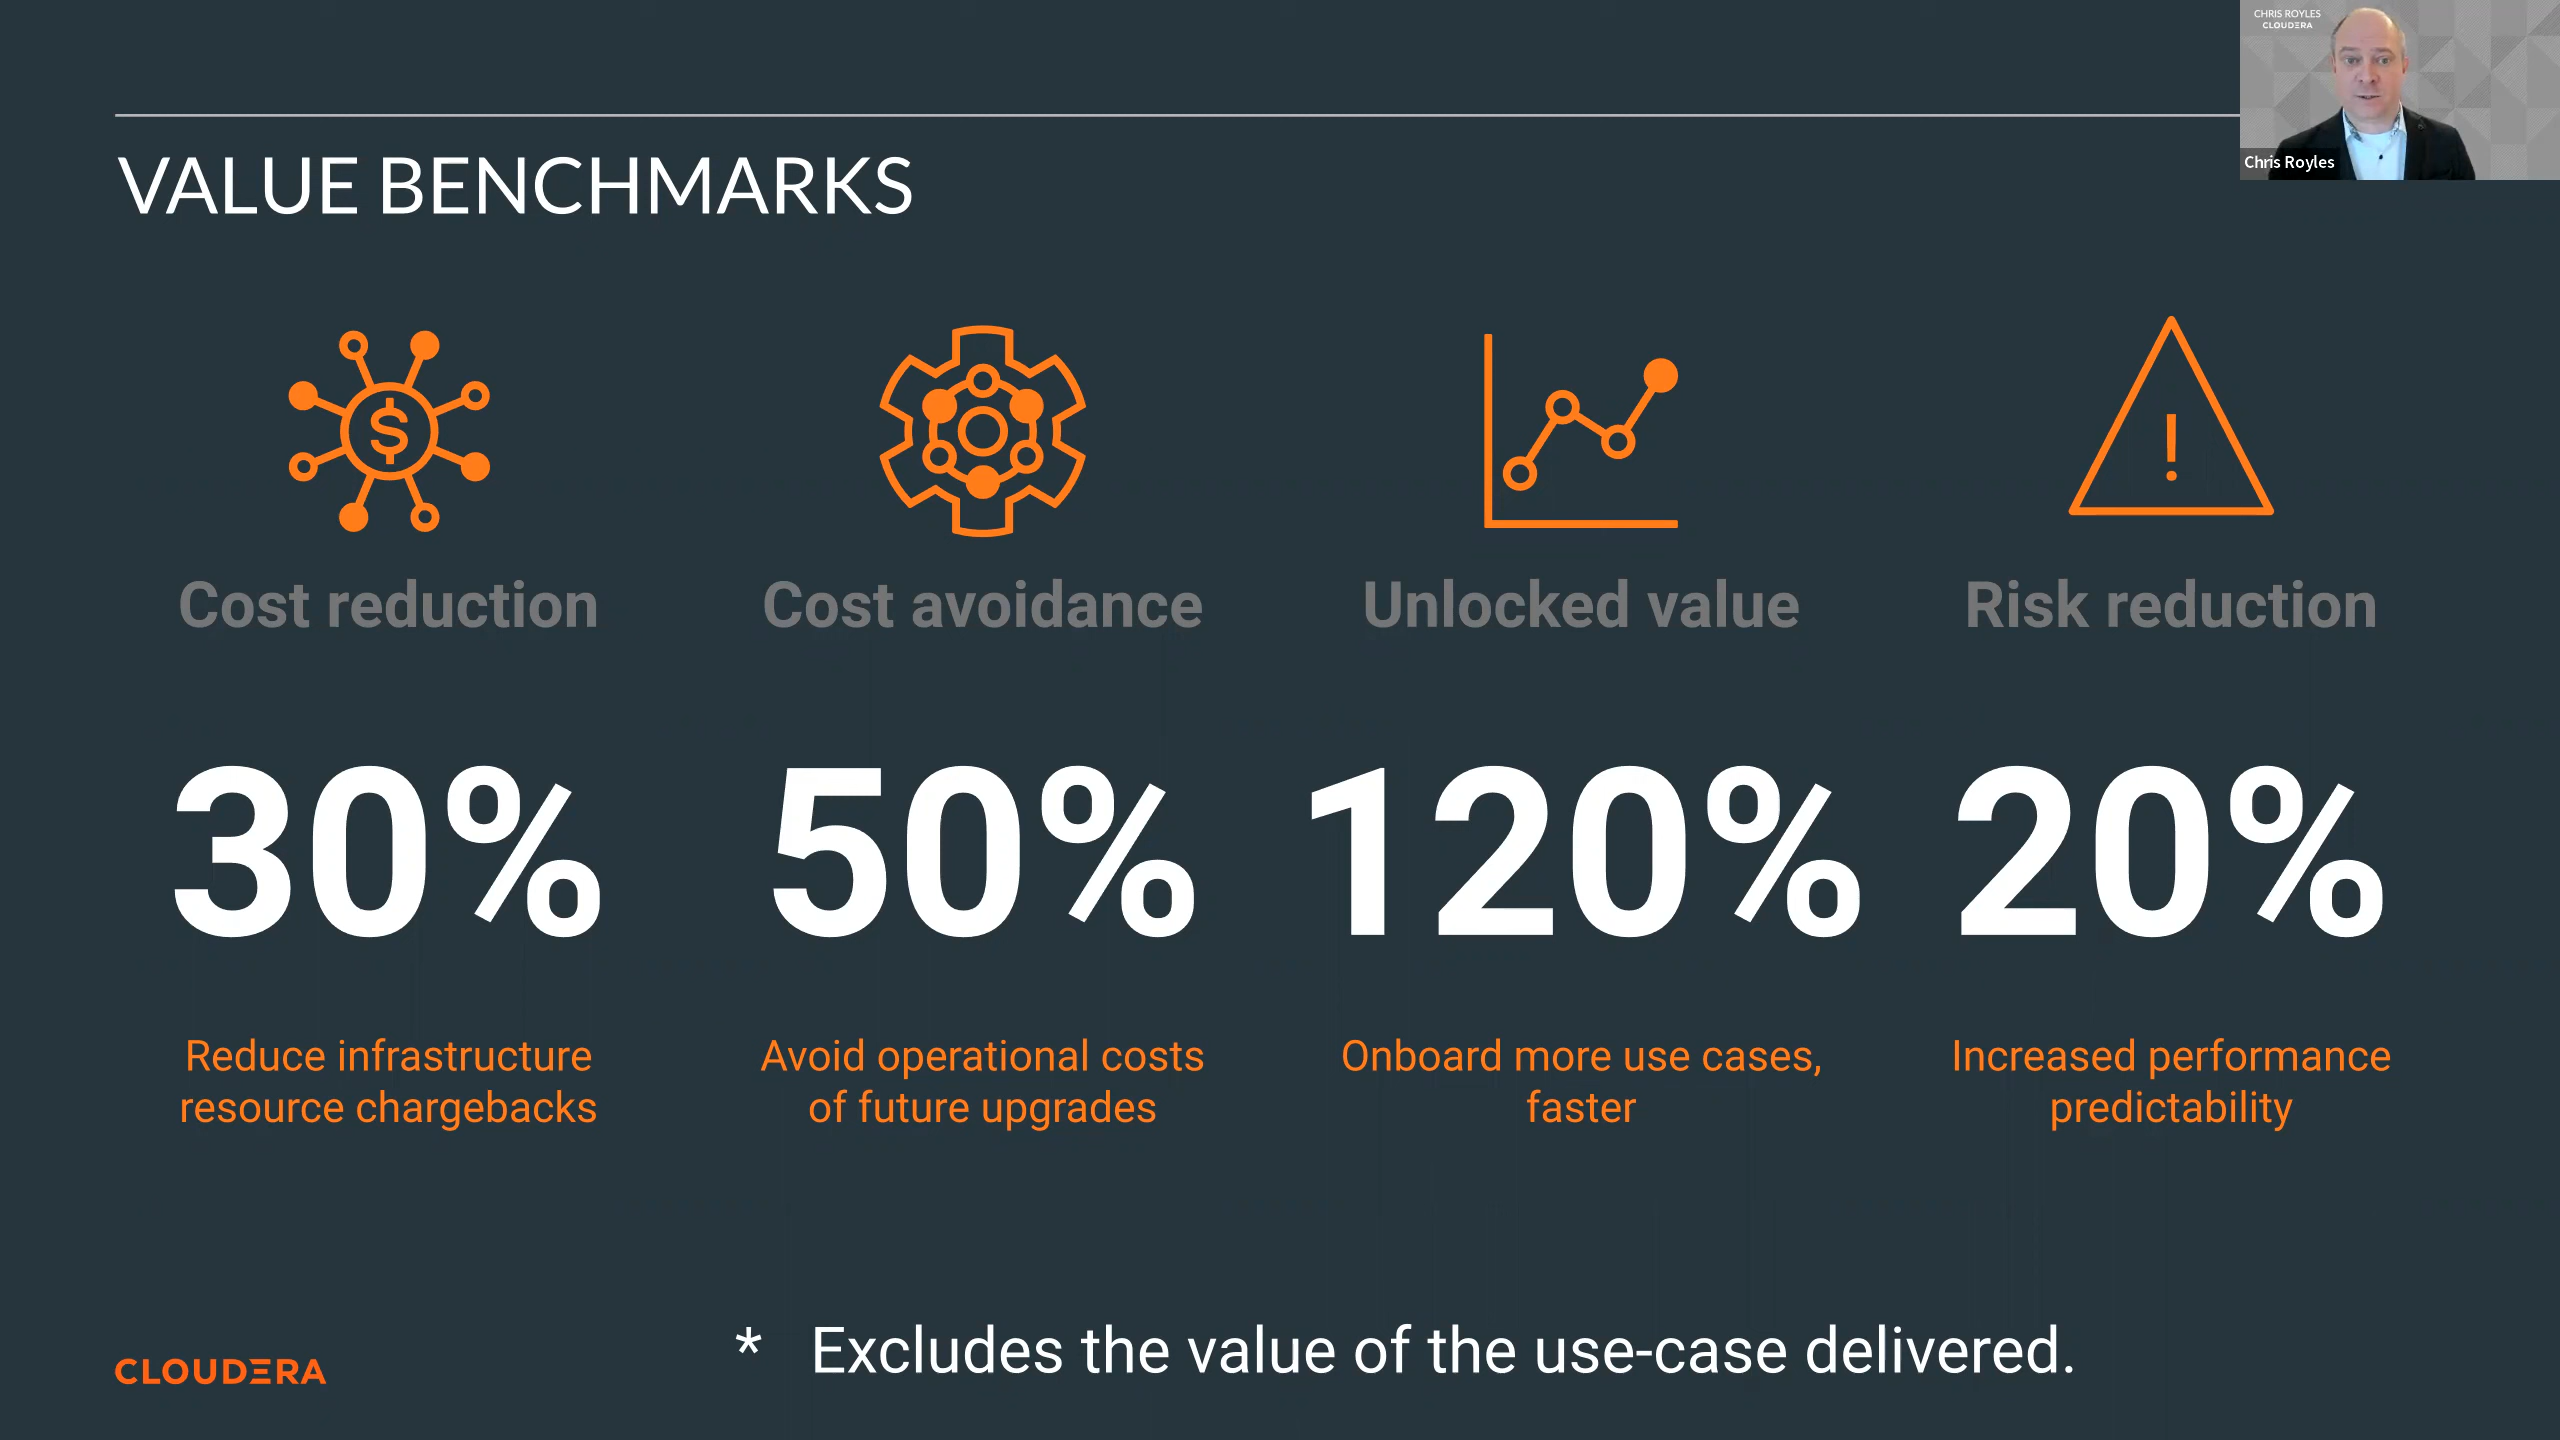 CHRIS ROYLES
CLOUDERA
Chris Royles
VALUE BENCHMARKS
$
!
Cost reduction
Cost avoidance
Unlocked value
Risk reduction
30%
50%
120%
20%
Reduce infrastructure
resource chargebacks
Avoid operational costs
of future upgrades
Onboard more use cases,
faster
Increased performance
predictability
* Excludes the value of the use-case delivered.
CLOUDERA